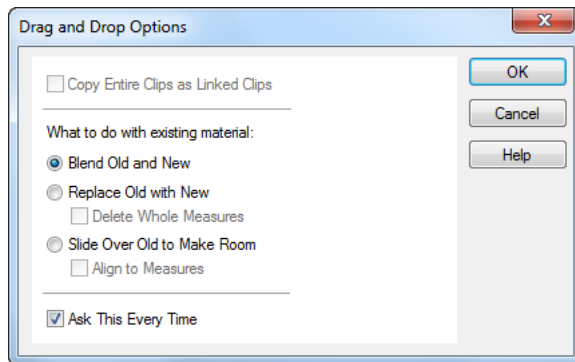 Drag and Drop Options
OK
Copy Entire Clips as Linked Clips
Cancel
What to do with existing material:
Help
Blend Old and New
Replace Old with New
Delete Whole Measures
Slide Over Old to Make Room
Align to Measures
Ask This Every Time